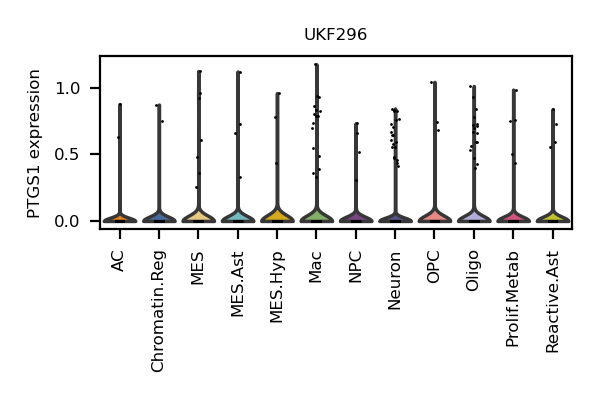 UKF296
PTGS1 expression
1.0
0.5
0.0
AC
Chromatin.Reg
MES
MES.Ast
MES.Hyp
Mac
NPC
Neuron
OPC
Oligo
Prolif.Metab
Reactive.Ast